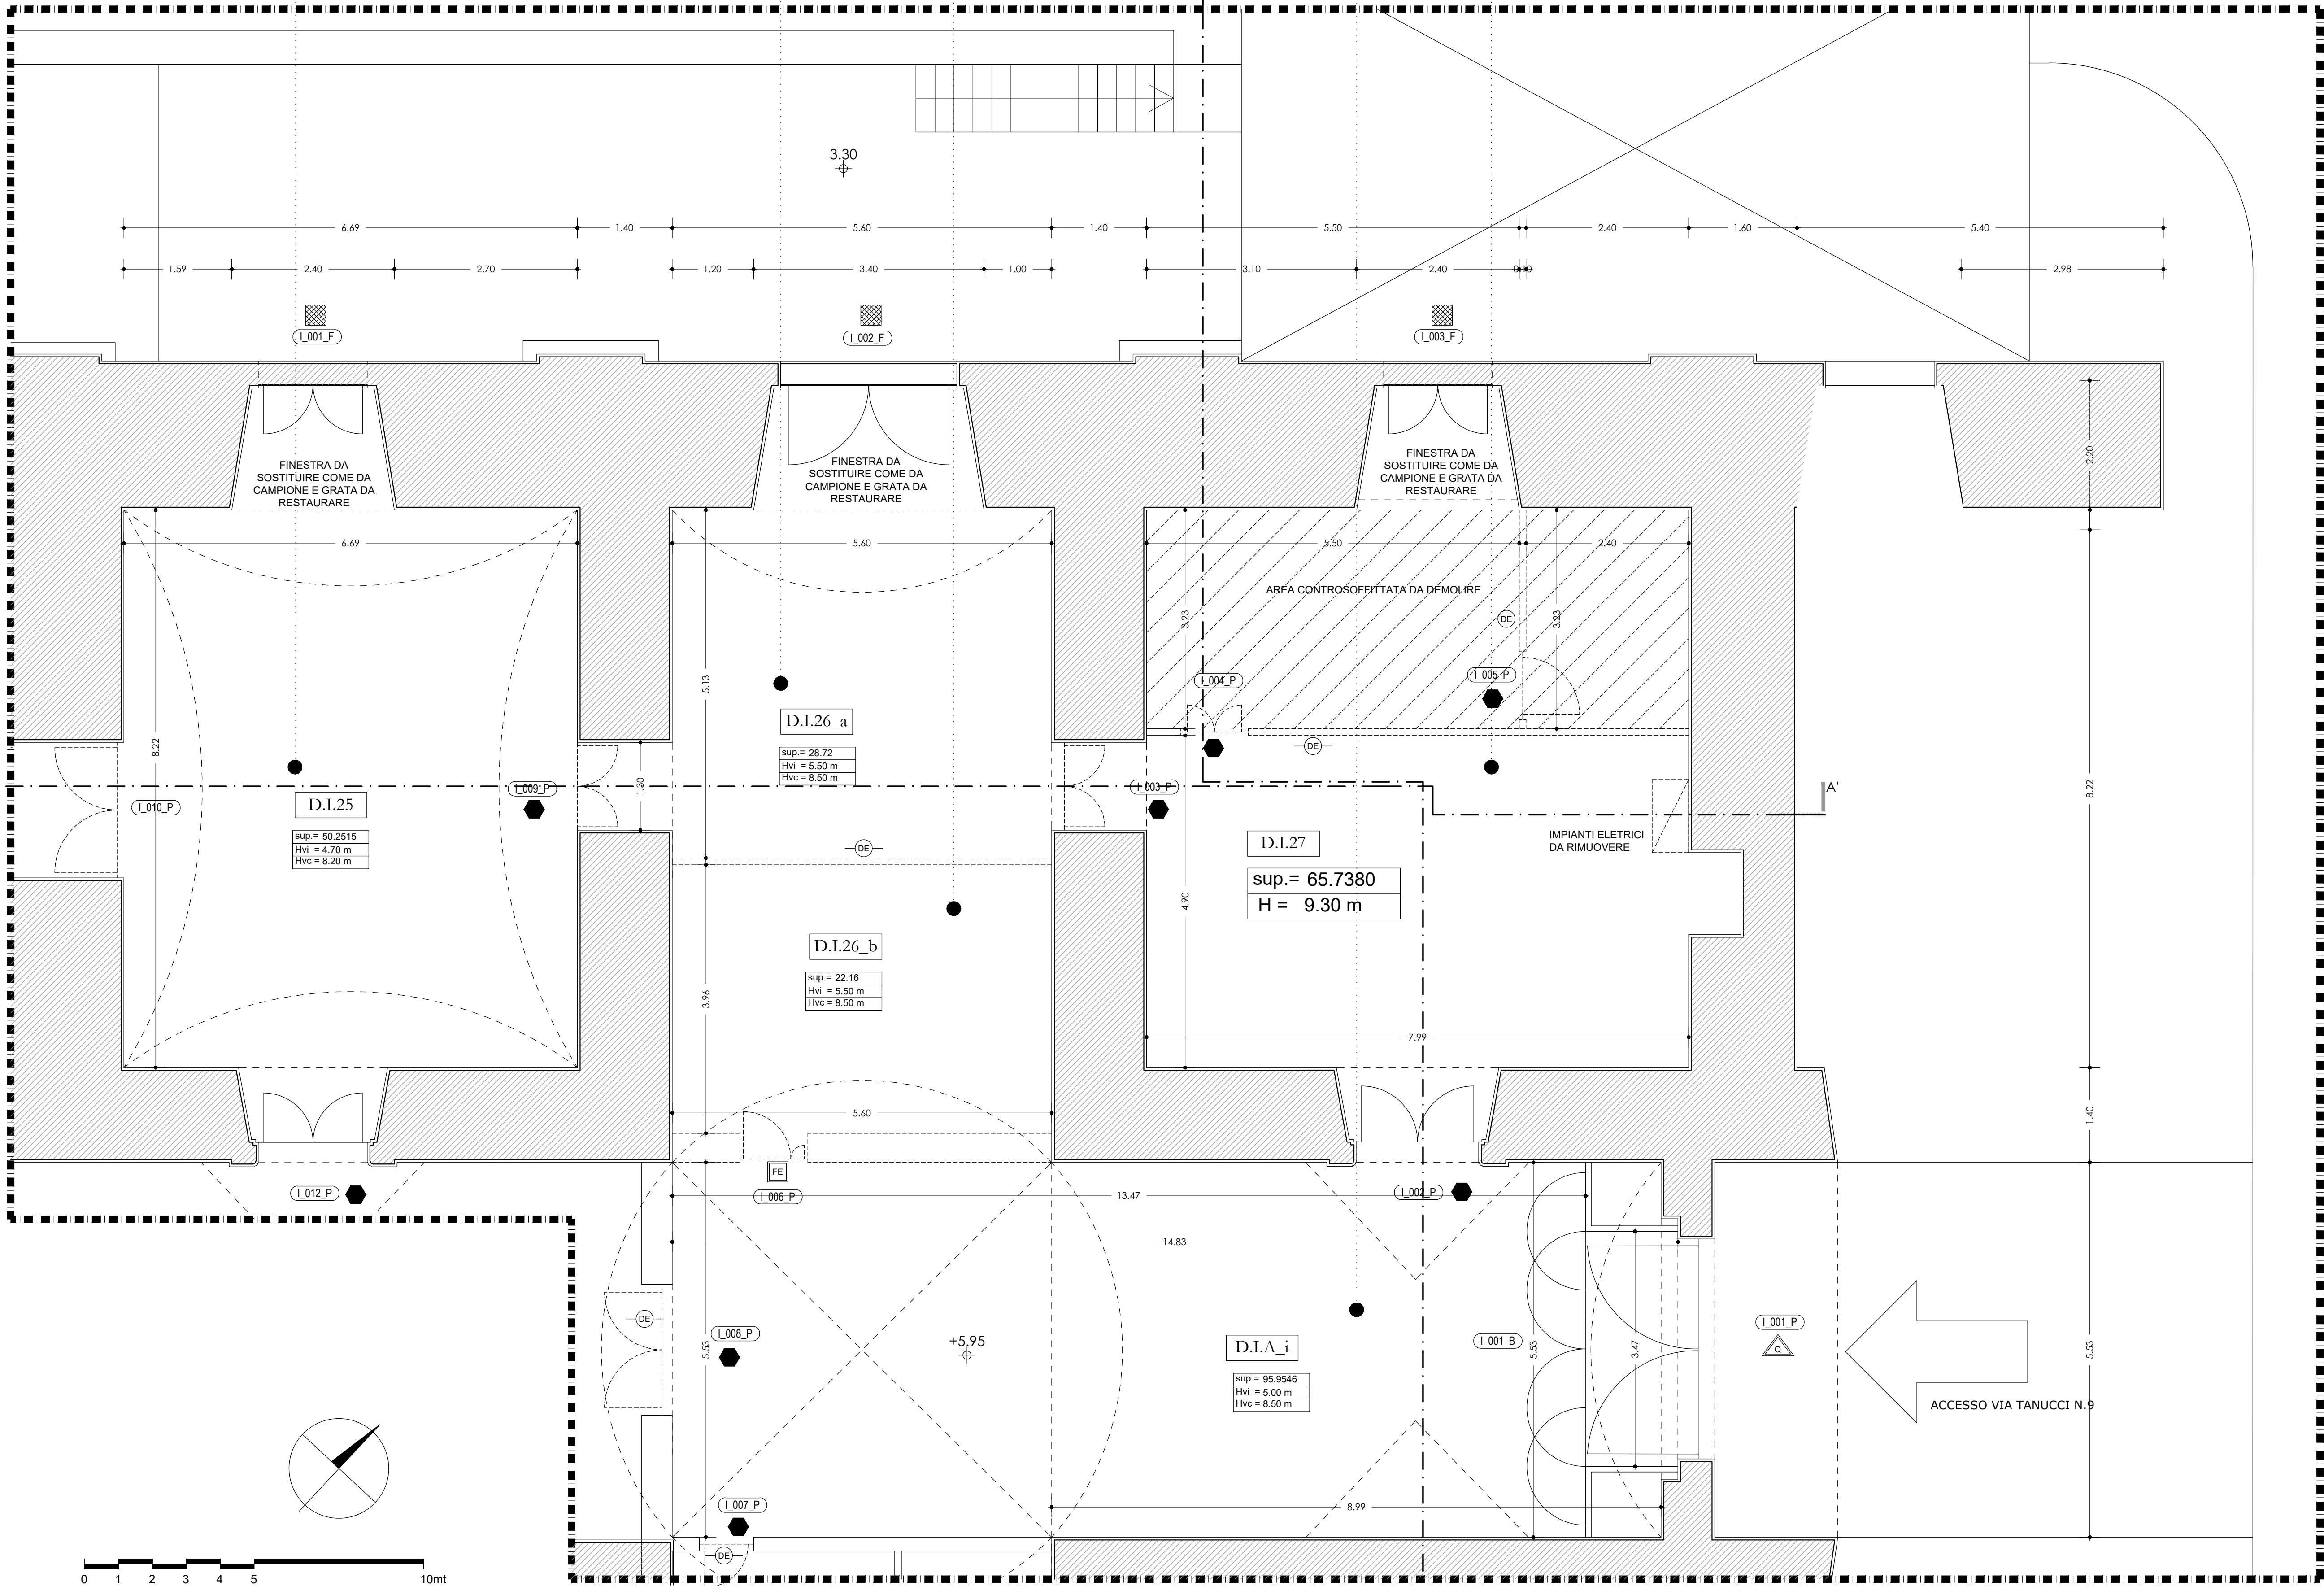 3.30
6.69
1.40
5.60
1.40
5.50
2.40
1.60
5.40
1.59
2.40
2.70
1.20
3.40
1.00
3.10
2.40
0.10
2.98
I_001_F
I_002_F
I_003_F
FINESTRA DA
SOSTITUIRE COME DA
CAMPIONE E GRATA DA
RESTAURARE
FINESTRA DA
SOSTITUIRE COME DA
CAMPIONE E GRATA DA
RESTAURARE
FINESTRA DA
SOSTITUIRE COME DA
CAMPIONE E GRATA DA
RESTAURARE
2.20
6.69
5.60
5.50
2.40
AREA CONTROSOFFITTATA DA DEMOLIRE
3.23
DE
3.23
5.13
I_004_P
I_005_P
D.I.26_a
sup.= 28.72
Hvi = 5.50 m
Hvc = 8.50 m
8.22
DE
I_010_P
D.I.25
sup.= 50.2515
Hvi = 4.70 m
Hvc = 8.20 m
I_009_P
1.30
I_003_P
A'
8.22
DE
D.I.27
sup.= 65.7380
H = 9.30 m
IMPIANTI ELETRICI
DA RIMUOVERE
4.90
D.I.26_b
sup.= 22.16
Hvi = 5.50 m
Hvc = 8.50 m
3.96
7.99
5.60
1.40
FE
I_006_P
I_012_P
13.47
I_002_P
14.83
DE
I_008_P
5.53
+5.95
D.I.A_i
sup.= 95.9546
Hvi = 5.00 m
Hvc = 8.50 m
I_001_B
5.53
3.47
I_001_P
Q
5.53
ACCESSO VIA TANUCCI N.9
I_007_P
8.99
DE
0 1 2 3 4 5 10mt